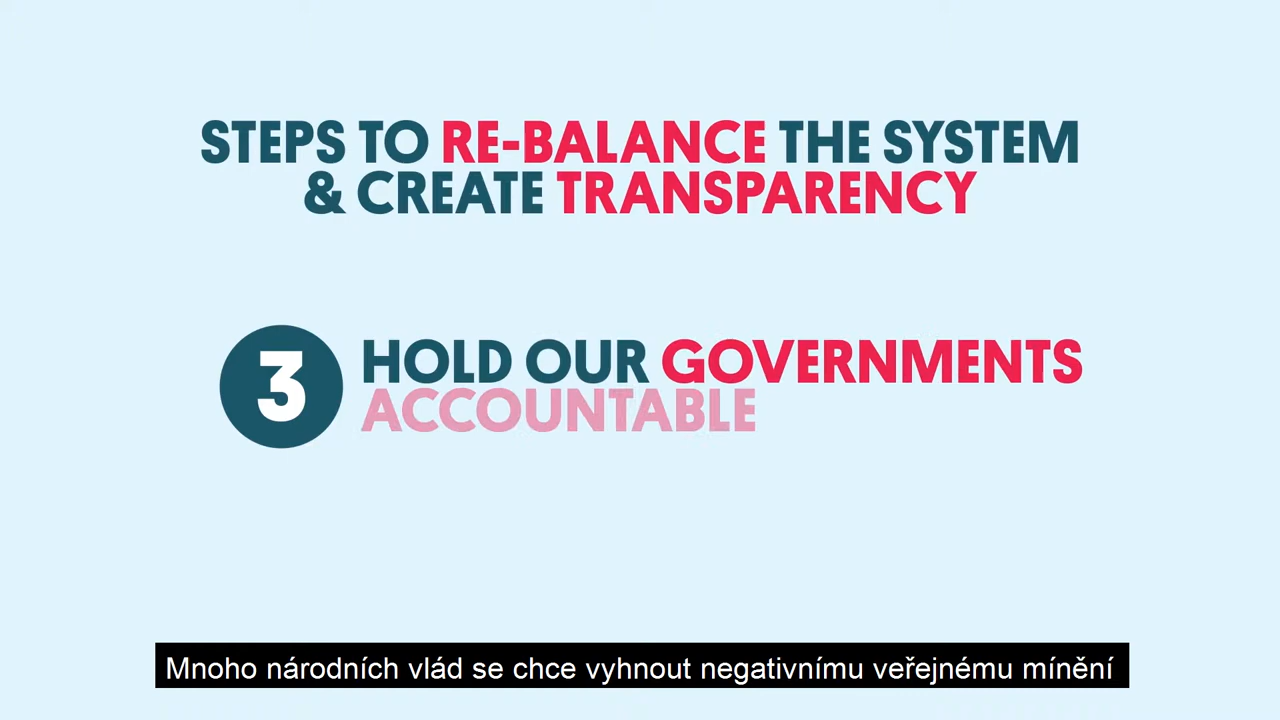 STEPS TO RE-BALANCE THE SYSTEM
& CREATE TRANSPARENCY
3
HOLD OUR GOVERNMENTS
ACCOUNTABLE
Mnoho národních vlád se chce vyhnout negativnímu veřejnému mínění